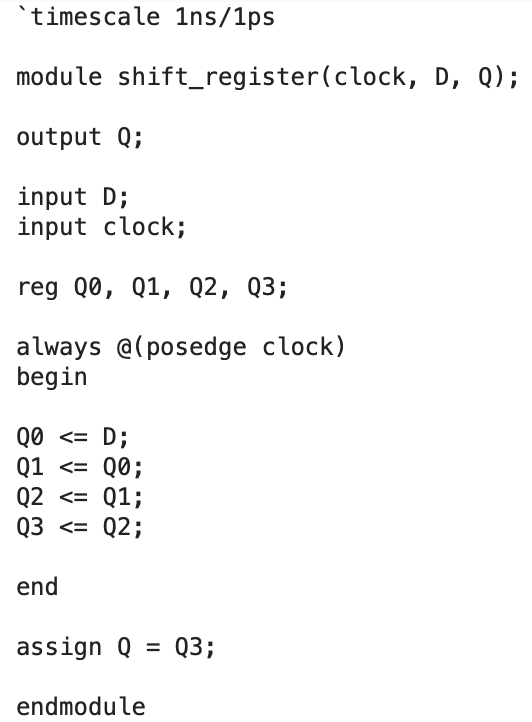 `timescale 1ns/1ps
module shift_register(clock, D, Q);
output Q;
input D;
input clock;
reg Q0, Q1, Q2, Q3;
always @(posedge clock)
begin
Q0 <= D;
Q1 <= Q0;
Q2 <= Q1;
Q3 <= Q2;
end
assign Q = Q3;
endmodule